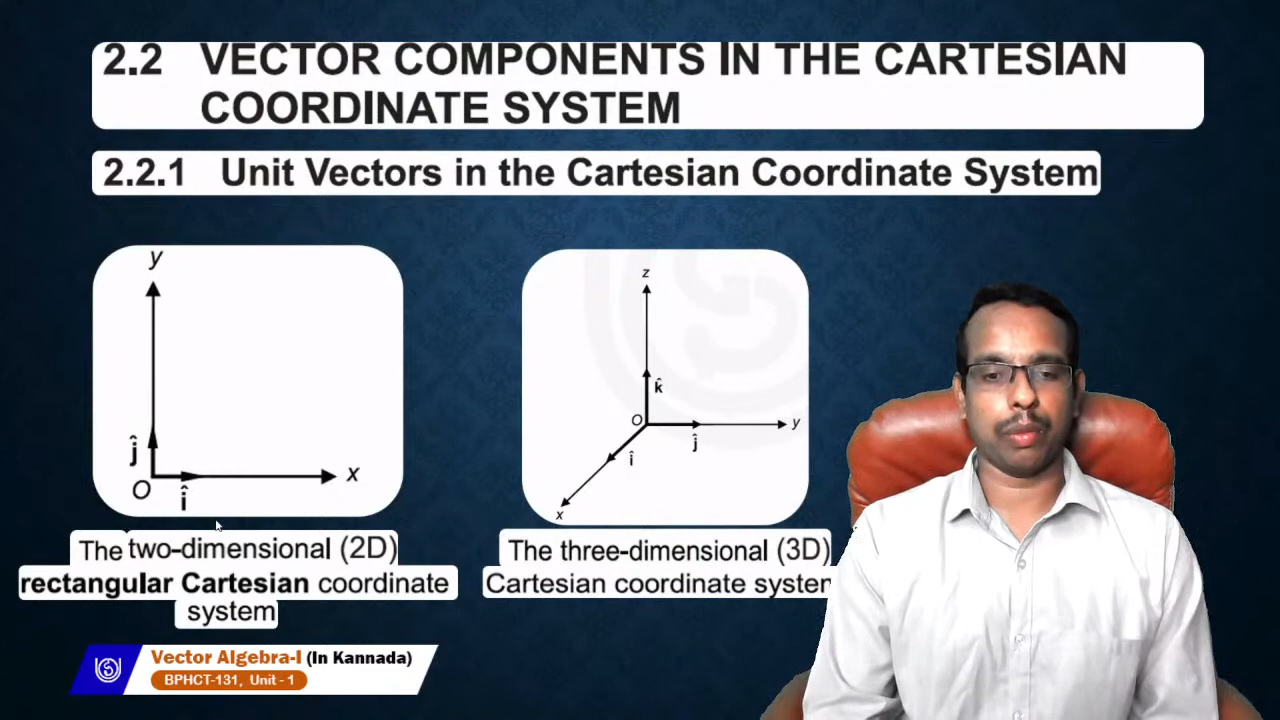 2.2 VECTOR COMPONENTS IN THE CARTESIAN
COORDINATE SYSTEM
2.2.1 Unit Vectors in the Cartesian Coordinate System
y
ĵ
O
î
x
The two-dimensional (2D)
rectangular Cartesian coordinate
system
z
k̂
O
y
ĵ
î
x
The three-dimensional (3D)
Cartesian coordinate system
Vector Algebra-I (In Kannada)
BPHCT-131, Unit - 1